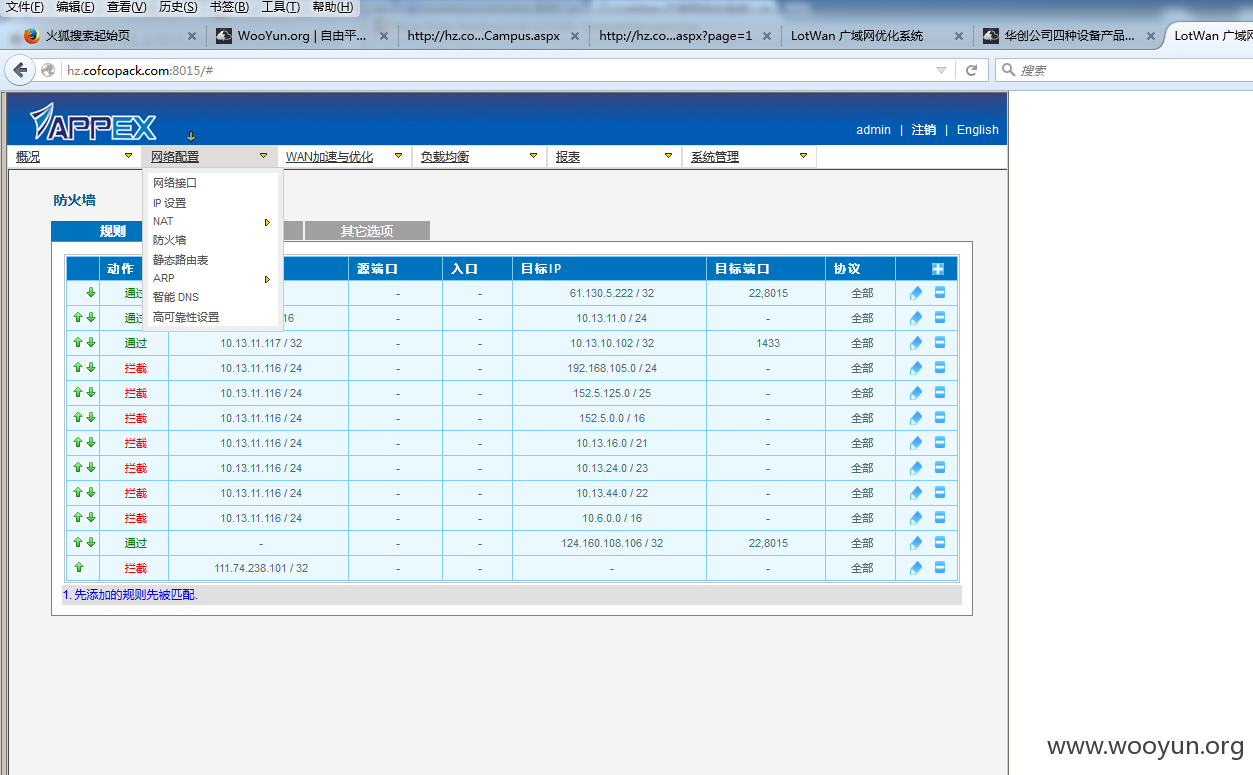 文件(F) 编辑(E) 查看(V) 历史(S) 书签(B) 工具(T) 帮助(H)
火狐搜索起始页 × WooYun.org | 自由平... × http://hz.co...Campus.aspx × http://hz.co...aspx?page=1 × LotWan 广域网优化系统 × 华创公司四种设备产品... × LotWan 广域网
hz.cofcopack.com:8015/# 搜索
APPEX
admin | 注销 | English
概况 网络配置 WAN加速与优化 负载均衡 报表 系统管理
网络接口
IP 设置
NAT
防火墙
静态路由表
ARP
智能 DNS
高可靠性设置
防火墙
规则 其它选项
动作 源端口 入口 目标IP 目标端口 协议
通过 - - 61.130.5.222 / 32 22,8015 全部
通过 16 - - 10.13.11.0 / 24 - 全部
通过 10.13.11.117 / 32 - - 10.13.10.102 / 32 1433 全部
拦截 10.13.11.116 / 24 - - 192.168.105.0 / 24 - 全部
拦截 10.13.11.116 / 24 - - 152.5.125.0 / 25 - 全部
拦截 10.13.11.116 / 24 - - 152.5.0.0 / 16 - 全部
拦截 10.13.11.116 / 24 - - 10.13.16.0 / 21 - 全部
拦截 10.13.11.116 / 24 - - 10.13.24.0 / 23 - 全部
拦截 10.13.11.116 / 24 - - 10.13.44.0 / 22 - 全部
拦截 10.13.11.116 / 24 - - 10.6.0.0 / 16 - 全部
通过 - - - 124.160.108.106 / 32 22,8015 全部
拦截 111.74.238.101 / 32 - - - - 全部
1. 先添加的规则先被匹配.
www.wooyun.org